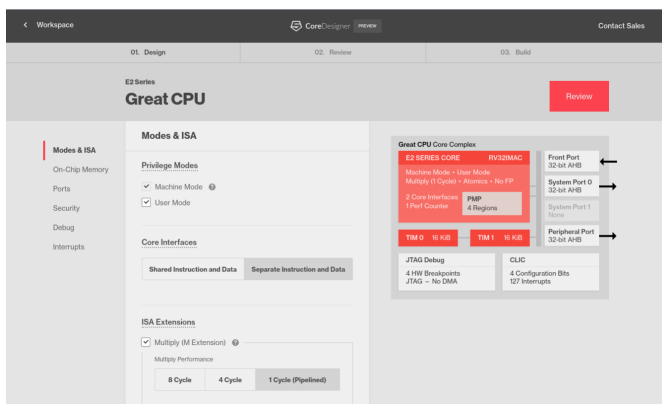 Workspace
CoreDesigner PREVIEW
Contact Sales
01. Design
02. Review
03. Build
E2 Series
Great CPU
Review
Modes & ISA
On-Chip Memory
Ports
Security
Debug
Interrupts
Modes & ISA
Privilege Modes
Machine Mode ?
User Mode
Core Interfaces
Shared Instruction and Data
Separate Instruction and Data
ISA Extensions
Multiply (M Extension) ?
Multiply Performance
8 Cycle
4 Cycle
1 Cycle (Pipelined)
Great CPU Core Complex
E2 SERIES CORE RV32IMAC
Machine Mode • User Mode
Multiply (1 Cycle) • Atomics • No FP
2 Core Interfaces
1 Perf Counter
PMP
4 Regions
TIM 0 16 KiB
TIM 1 16 KiB
Front Port
32-bit AHB
System Port 0
32-bit AHB
System Port 1
None
Peripheral Port
32-bit AHB
JTAG Debug
4 HW Breakpoints
JTAG – No DMA
CLIC
4 Configuration Bits
127 Interrupts